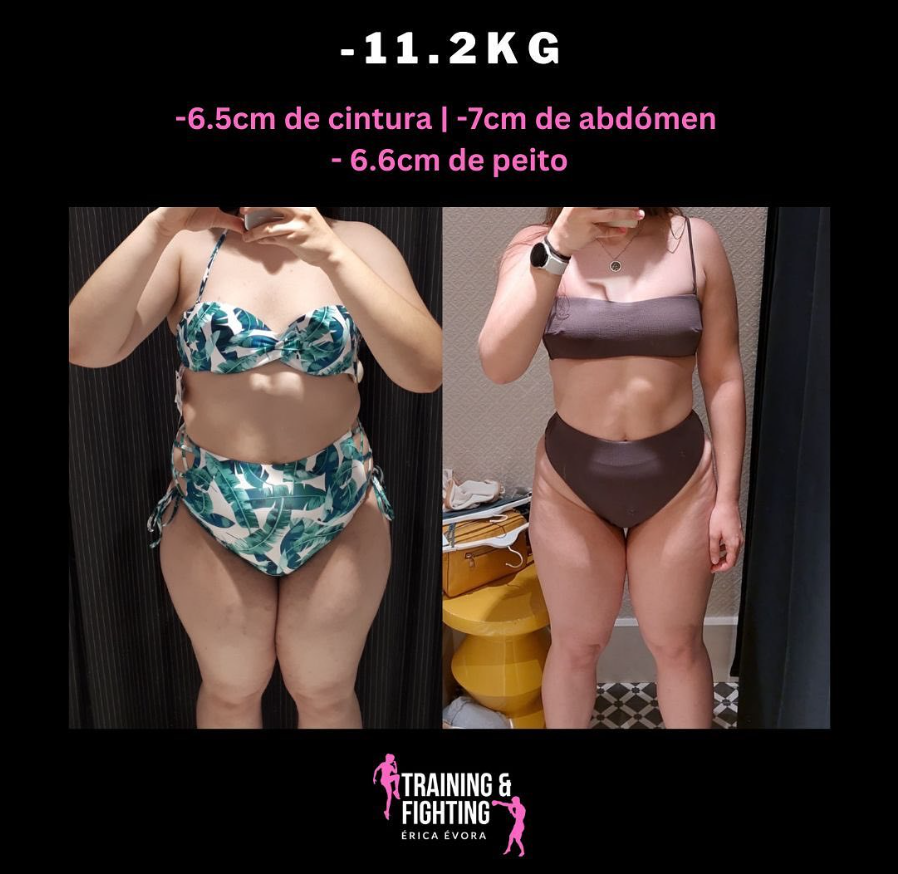 -11.2KG
-6.5cm de cintura | -7cm de abdómen
- 6.6cm de peito
TRAINING &
FIGHTING
ÉRICA ÉVORA